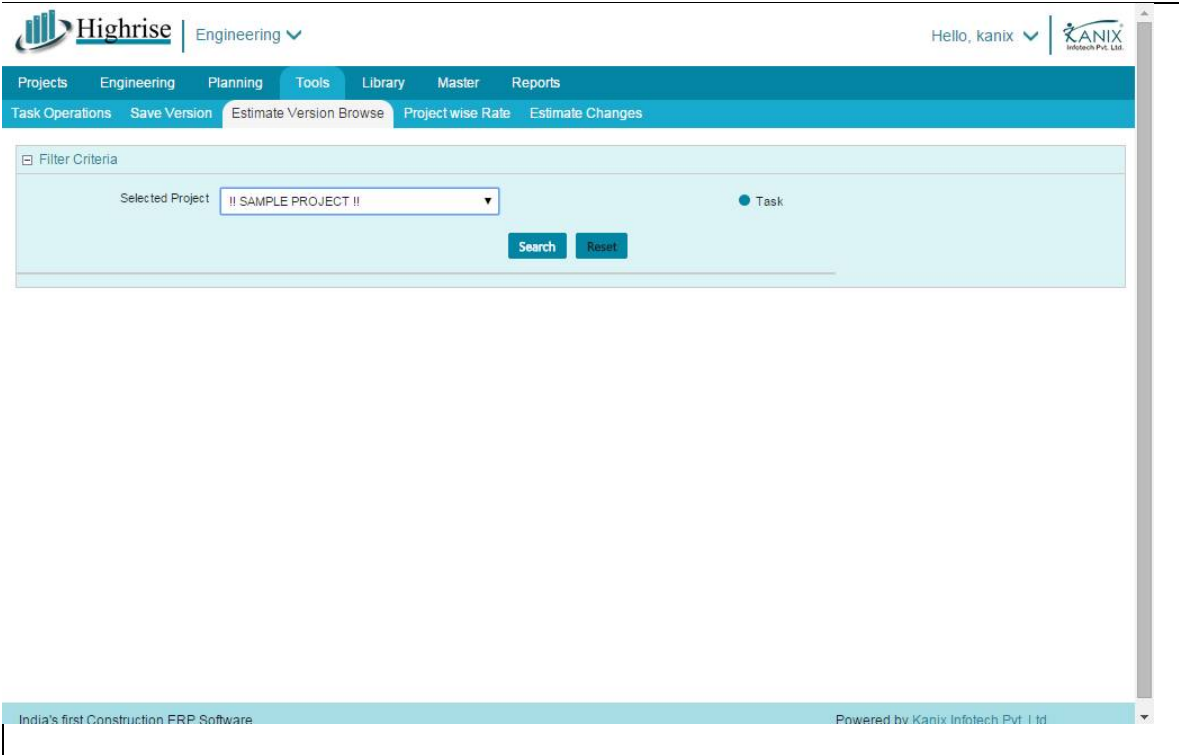 Highrise Engineering Hello, kanix KANIX
Infotech Pvt. Ltd.
Projects Engineering Planning Tools Library Master Reports
Task Operations Save Version Estimate Version Browse Project wise Rate Estimate Changes
Filter Criteria
Selected Project !! SAMPLE PROJECT !! Task
Search Reset
India's first Construction ERP Software Powered by Kanix Infotech Pvt. Ltd